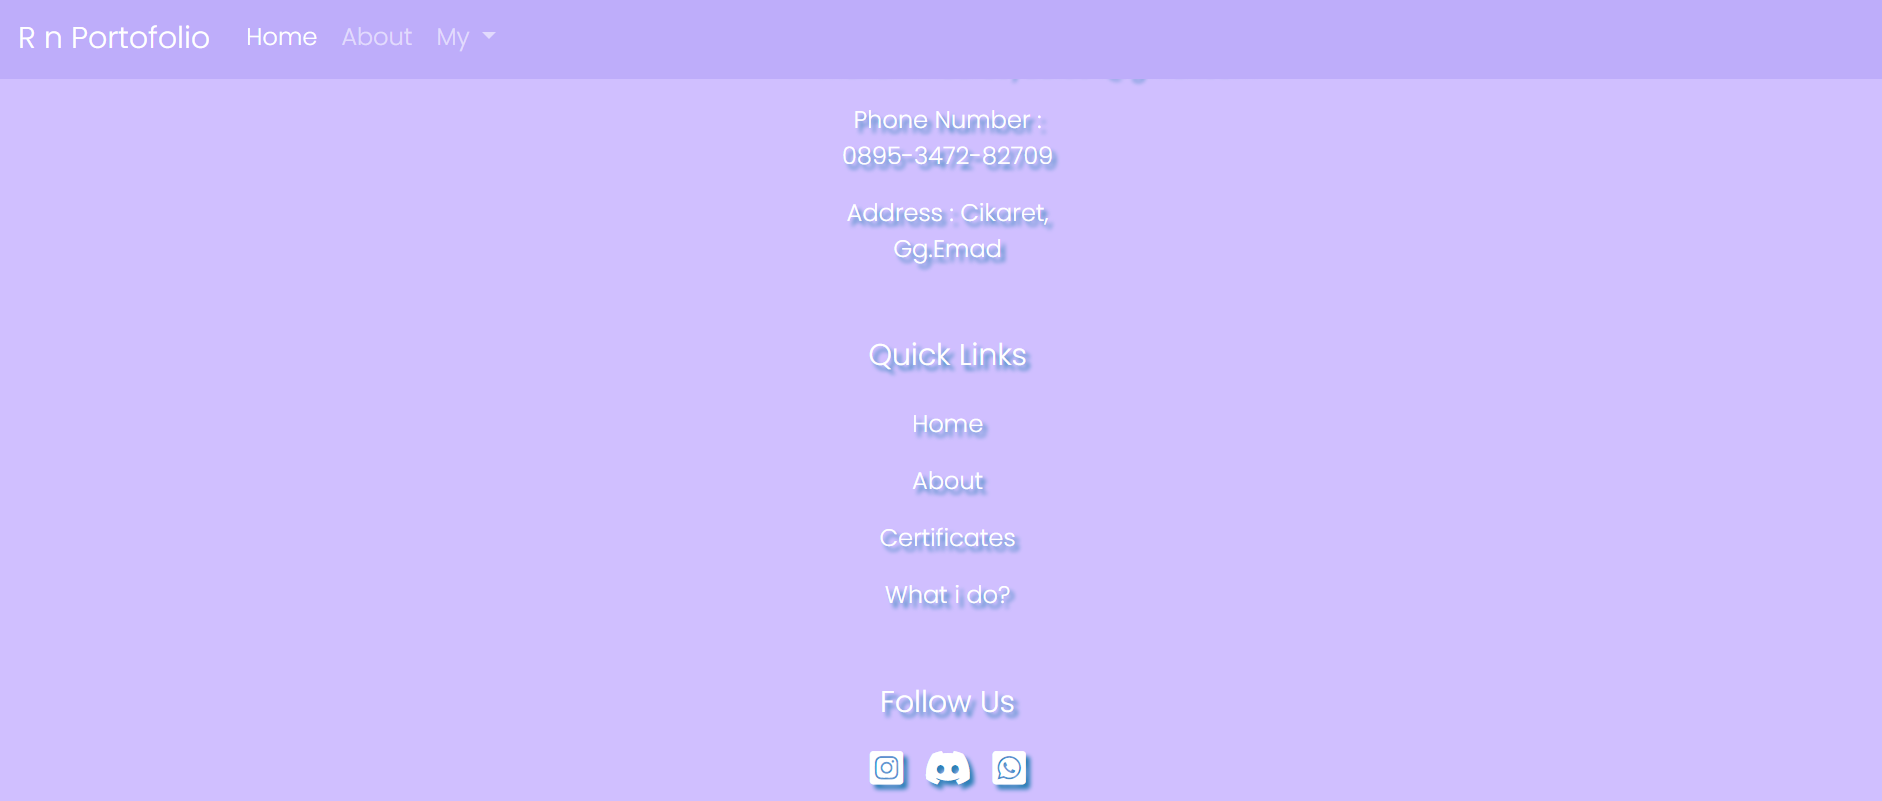 R n Portofolio Home About My
Phone Number :
0895-3472-82709
Address : Cikaret,
Gg.Emad
Quick Links
Home
About
Certificates
What i do?
Follow Us